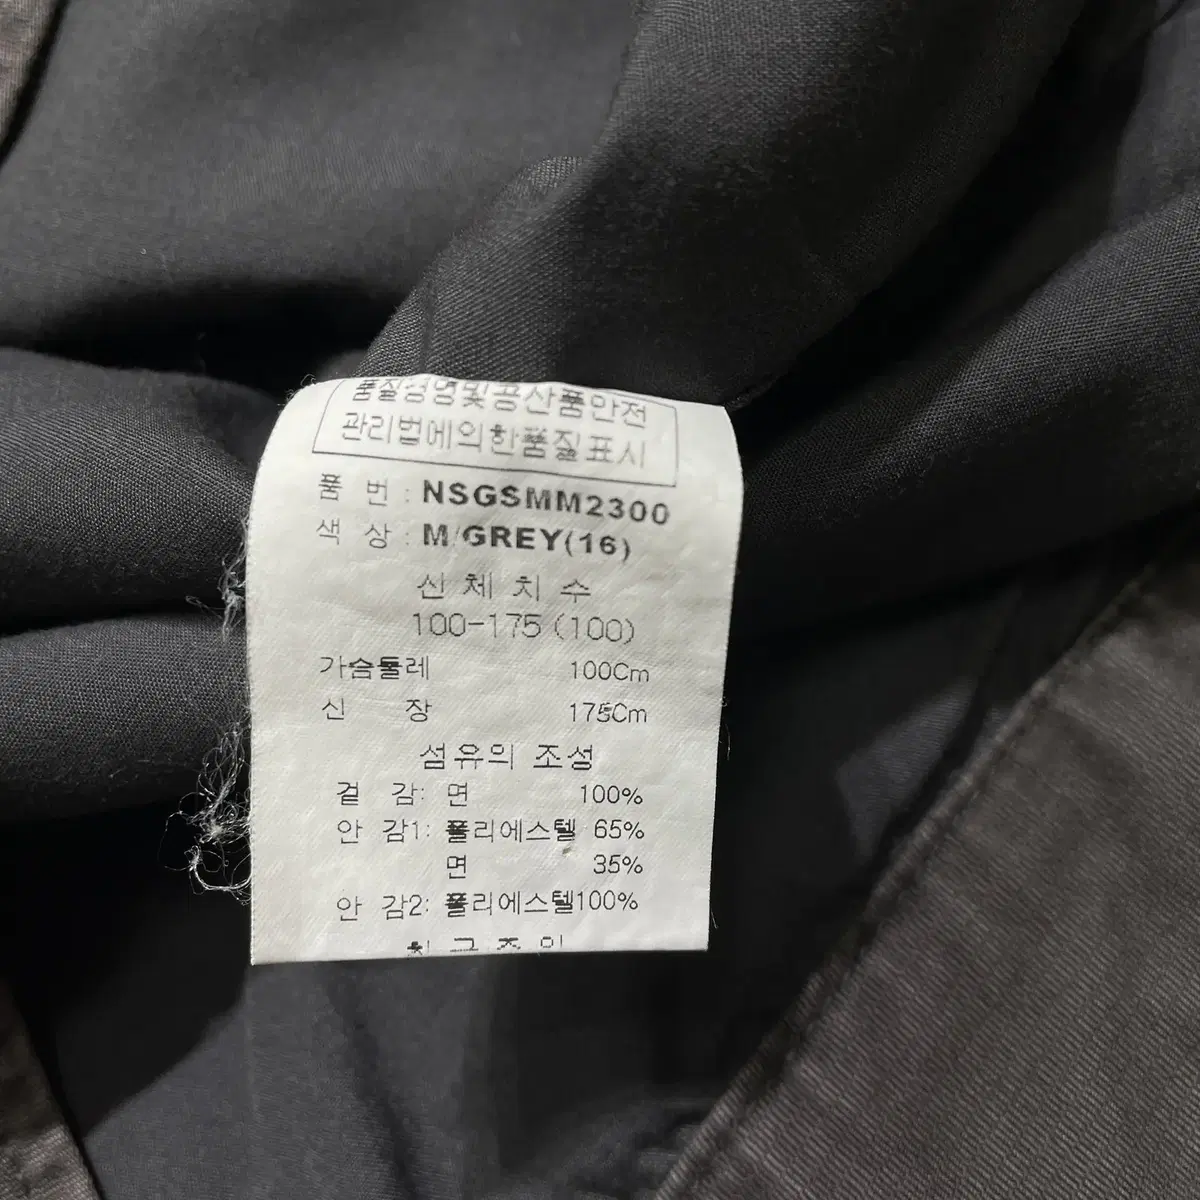 품질경영및공산품안전
관리법에의한품질표시
품 번 : NSGSMM2300
색 상 : M/GREY(16)
신 체 치 수
100-175 (100)
가슴둘레 100Cm
신 장 175Cm
섬유의 조성
겉 감: 면 100%
안 감1: 폴리에스텔 65%
면 35%
안 감2: 폴리에스텔100%